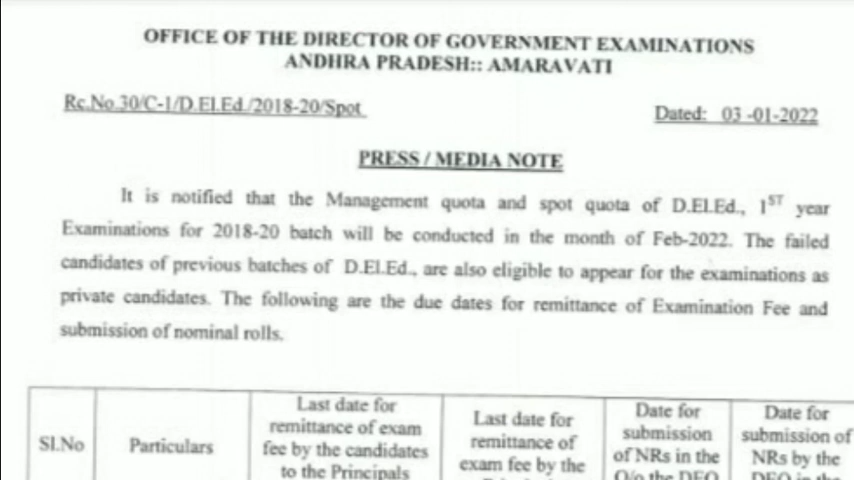 OFFICE OF THE DIRECTOR OF GOVERNMENT EXAMINATIONS
ANDHRA PRADESH:: AMARAVATI
Rc.No.30/C-1/D.El.Ed./2018-20/Spot
Dated: 03 -01-2022
PRESS / MEDIA NOTE
It is notified that the Management quota and spot quota of D.El.Ed., 1ST year
Examinations for 2018-20 batch will be conducted in the month of Feb-2022. The failed
candidates of previous batches of D.El.Ed., are also eligible to appear for the examinations as
private candidates. The following are the due dates for remittance of Examination Fee and
submission of nominal rolls.
Sl.No
Particulars
Last date for
remittance of exam
fee by the candidates
to the Principals
Last date for
remittance of
exam fee by the
Date for
submission
of NRs in the
O/o the DEO
Date for
submission of
NRs by the
DEO in the